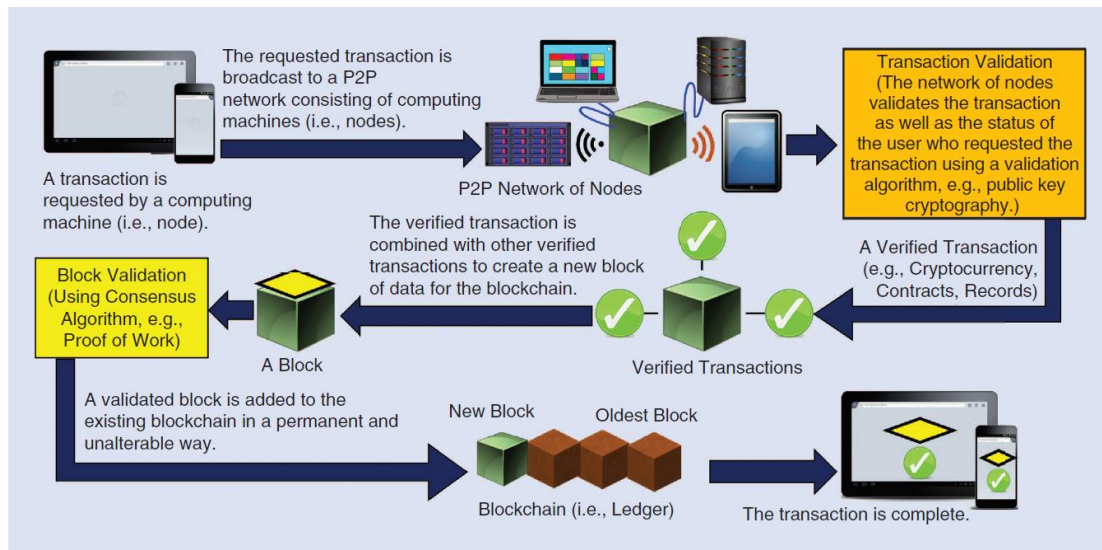 The requested transaction is
broadcast to a P2P
network consisting of computing
machines (i.e., nodes).
A transaction is
requested by a computing
machine (i.e., node).
P2P Network of Nodes
Transaction Validation
(The network of nodes
validates the transaction
as well as the status of
the user who requested the
transaction using a validation
algorithm, e.g., public key
cryptography.)
A Verified Transaction
(e.g., Cryptocurrency,
Contracts, Records)
Verified Transactions
The verified transaction is
combined with other verified
transactions to create a new block
of data for the blockchain.
A Block
Block Validation
(Using Consensus
Algorithm, e.g.,
Proof of Work)
A validated block is added to the
existing blockchain in a permanent and
unalterable way.
New Block
Oldest Block
Blockchain (i.e., Ledger)
The transaction is complete.